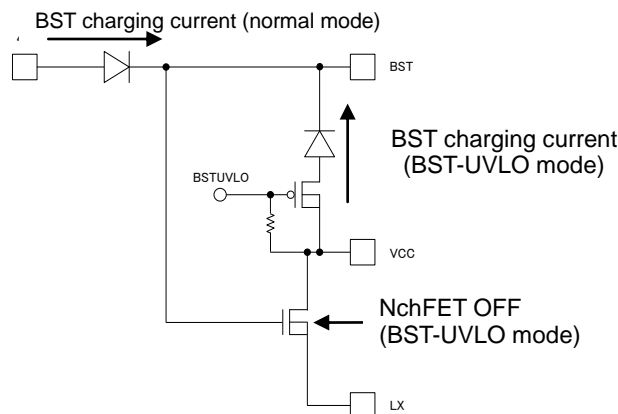 BST charging current (normal mode)
BST
BST charging current
(BST-UVLO mode)
BSTUVLO
VCC
NchFET OFF
(BST-UVLO mode)
LX